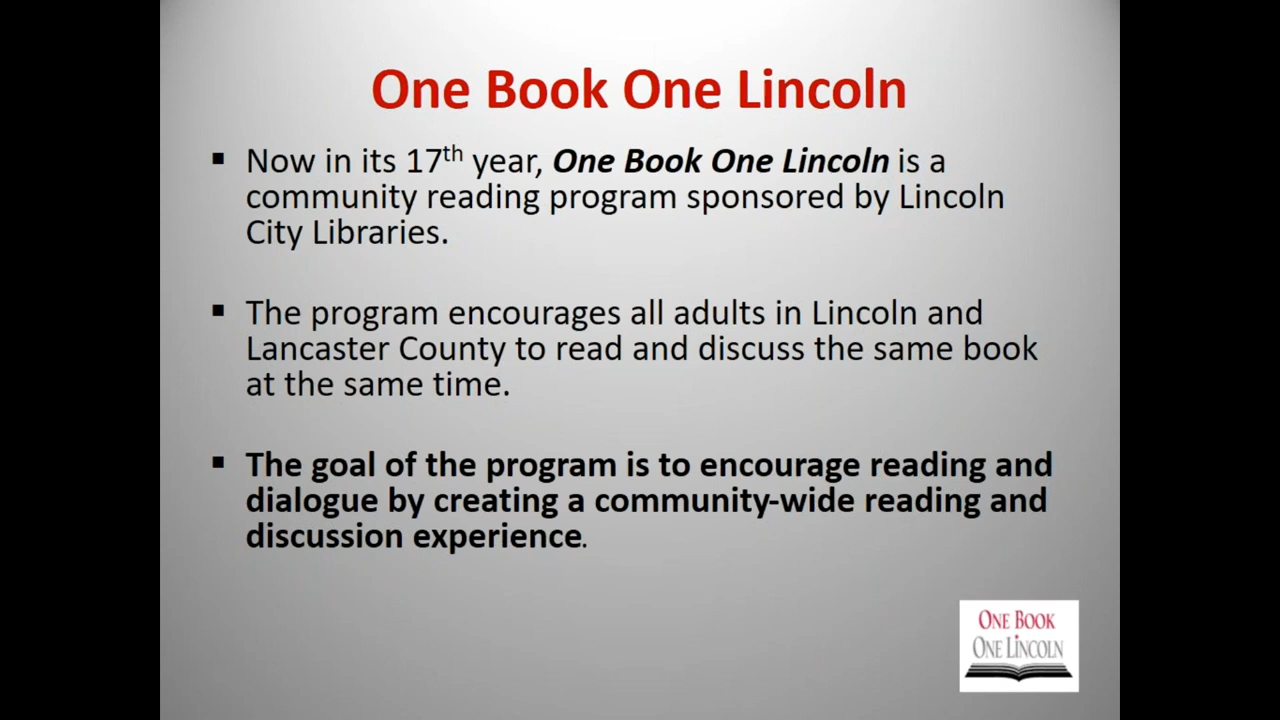 One Book One Lincoln
▪ Now in its 17th year, One Book One Lincoln is a
community reading program sponsored by Lincoln
City Libraries.
▪ The program encourages all adults in Lincoln and
Lancaster County to read and discuss the same book
at the same time.
▪ The goal of the program is to encourage reading and
dialogue by creating a community-wide reading and
discussion experience.
ONE BOOK
ONE LINCOLN